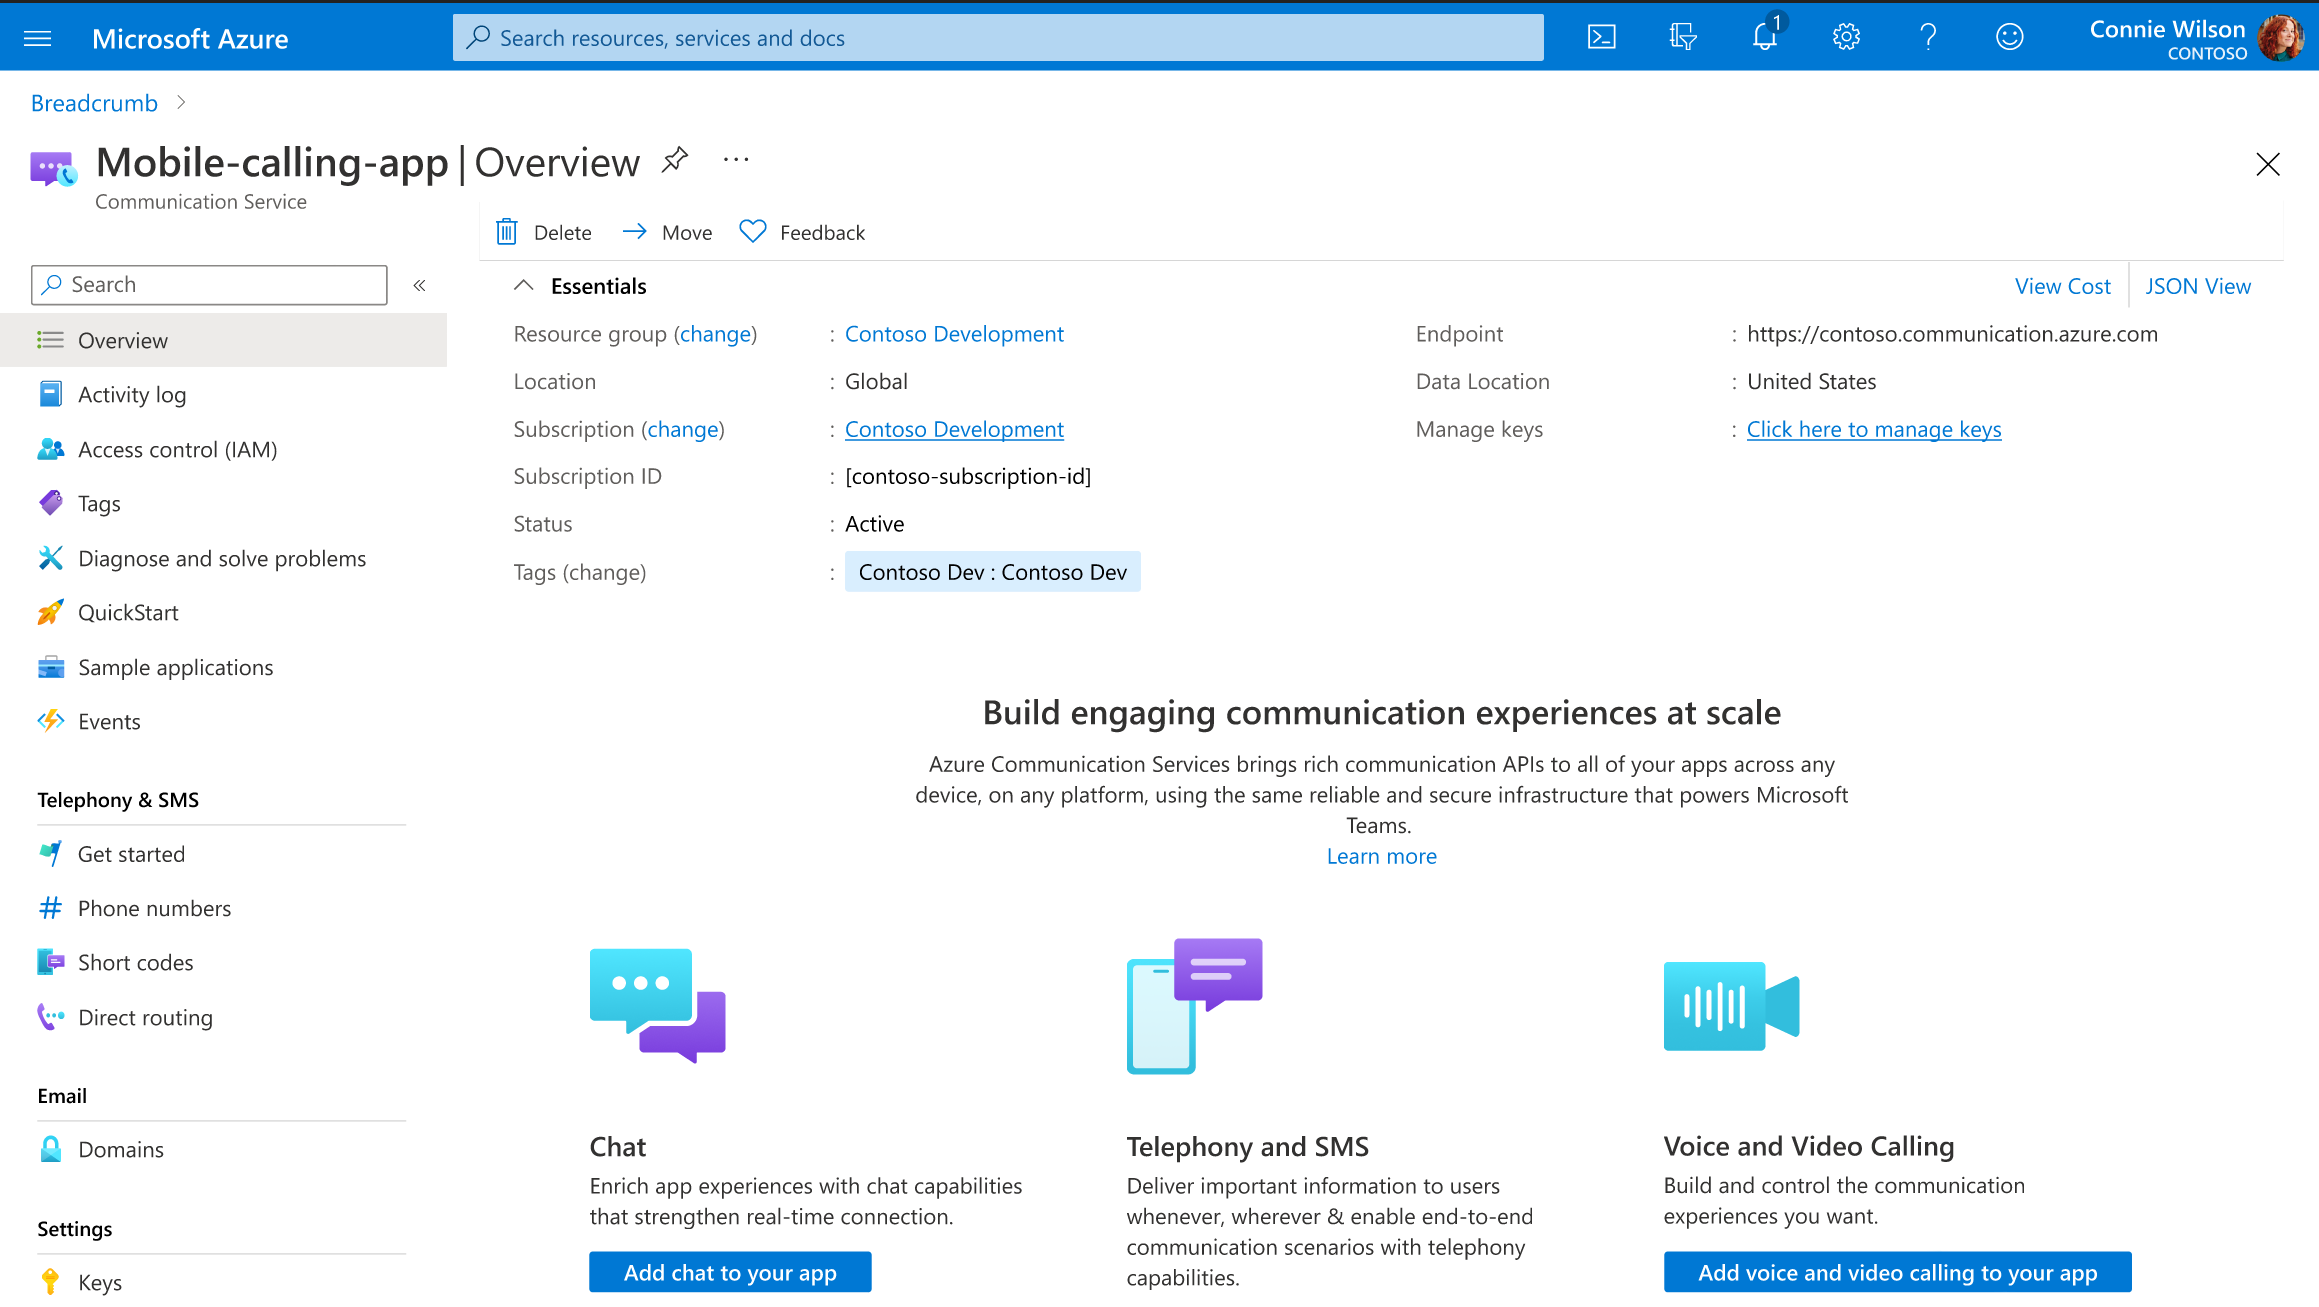 Microsoft Azure
Search resources, services and docs
1
Connie Wilson
CONTOSO
Breadcrumb
Mobile-calling-app | Overview
Communication Service
Delete
Move
Feedback
Search
«
Overview
Activity log
Access control (IAM)
Tags
Diagnose and solve problems
QuickStart
Sample applications
Events
Telephony & SMS
Get started
Phone numbers
Short codes
Direct routing
Email
Domains
Settings
Keys
Essentials
View Cost
JSON View
Resource group (change) : Contoso Development
Location : Global
Subscription (change) : Contoso Development
Subscription ID : [contoso-subscription-id]
Status : Active
Tags (change) : Contoso Dev : Contoso Dev
Endpoint : https://contoso.communication.azure.com
Data Location : United States
Manage keys : Click here to manage keys
Build engaging communication experiences at scale
Azure Communication Services brings rich communication APIs to all of your apps across any
device, on any platform, using the same reliable and secure infrastructure that powers Microsoft
Teams.
Learn more
Chat
Enrich app experiences with chat capabilities
that strengthen real-time connection.
Add chat to your app
Telephony and SMS
Deliver important information to users
whenever, wherever & enable end-to-end
communication scenarios with telephony
capabilities.
Voice and Video Calling
Build and control the communication
experiences you want.
Add voice and video calling to your app